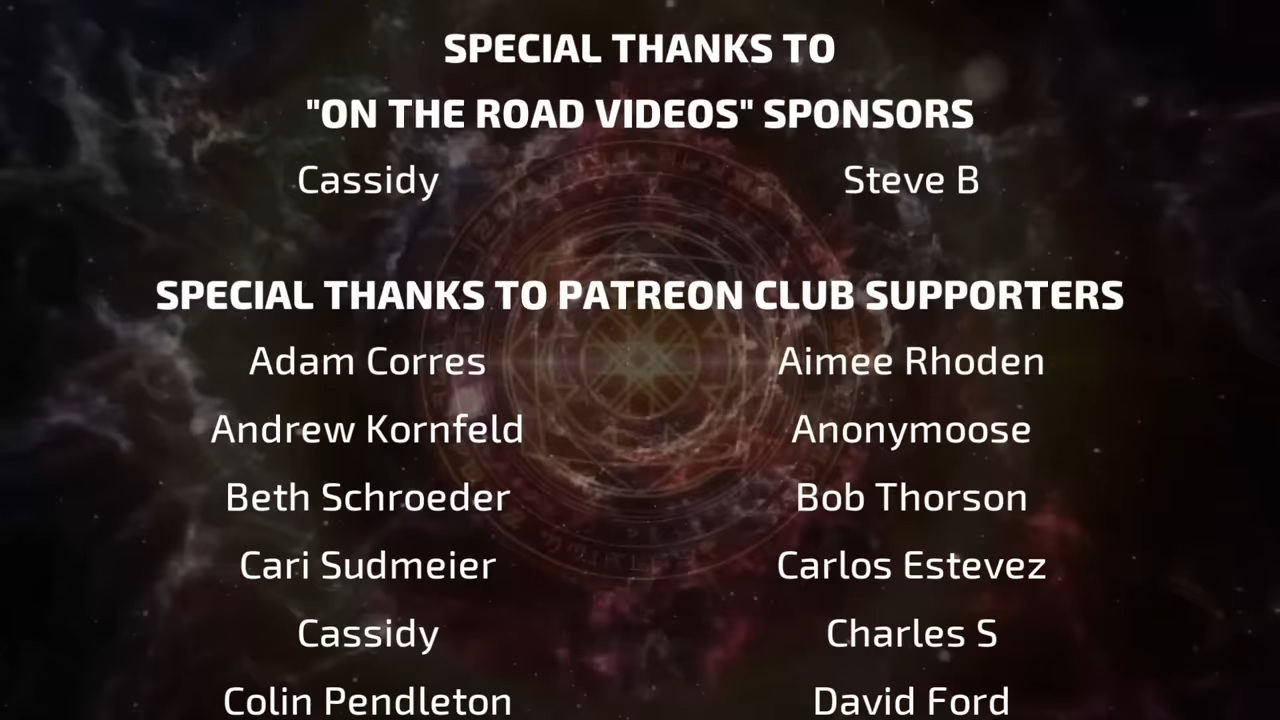 SPECIAL THANKS TO
"ON THE ROAD VIDEOS" SPONSORS
Cassidy Steve B
SPECIAL THANKS TO PATREON CLUB SUPPORTERS
Adam Corres Aimee Rhoden
Andrew Kornfeld Anonymoose
Beth Schroeder Bob Thorson
Cari Sudmeier Carlos Estevez
Cassidy Charles S
Colin Pendleton David Ford